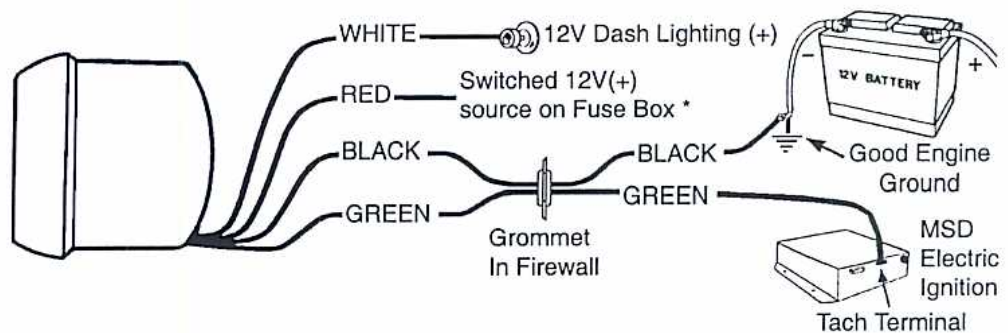 WHITE
12V Dash Lighting (+)
RED
Switched 12V(+)
source on Fuse Box *
BLACK
GREEN
Grommet
In Firewall
BLACK
GREEN
–
+
12V BATTERY
Good Engine
Ground
MSD
Electric
Ignition
Tach Terminal